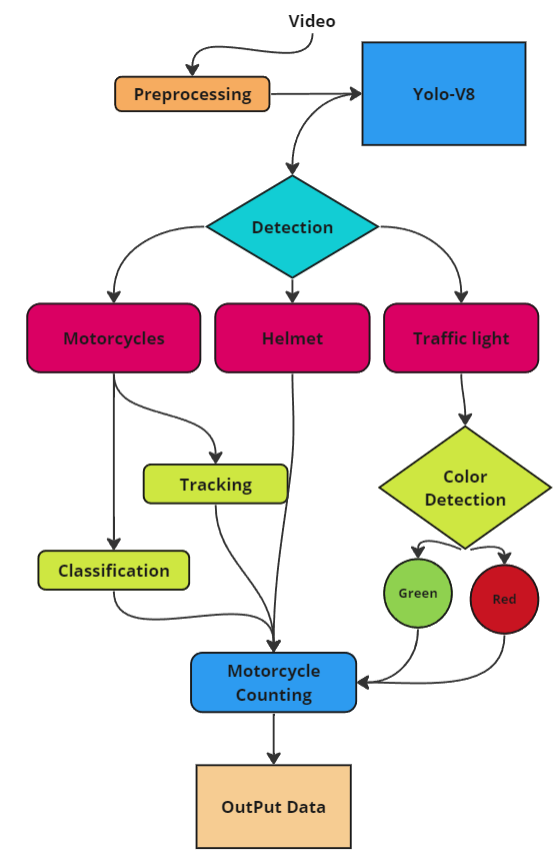 Video
Preprocessing
Yolo-V8
Detection
Motorcycles
Helmet
Traffic light
Tracking
Color
Detection
Classification
Green
Red
Motorcycle
Counting
OutPut Data